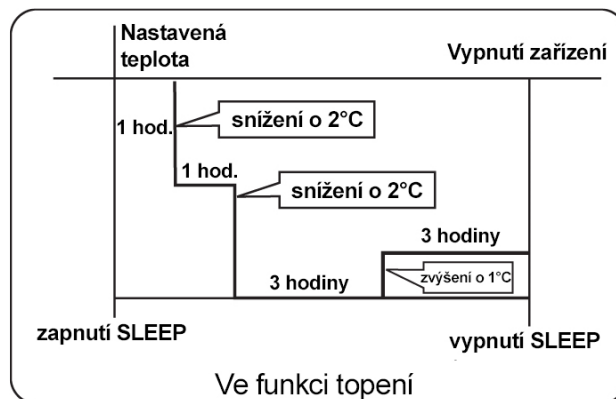 Nastavená
teplota
Vypnutí zařízení
1 hod.
snížení o 2°C
1 hod.
snížení o 2°C
3 hodiny
3 hodiny
zvýšení o 1°C
zapnutí SLEEP
vypnutí SLEEP
Ve funkci topení